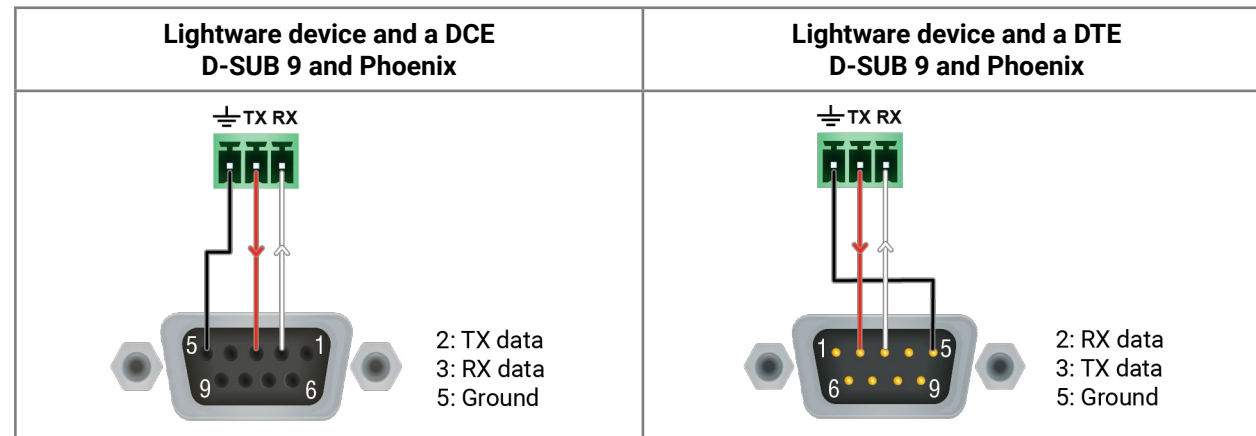 Lightware device and a DCE
D-SUB 9 and Phoenix
TX RX
5 1
9 6
2: TX data
3: RX data
5: Ground
Lightware device and a DTE
D-SUB 9 and Phoenix
TX RX
1 5
6 9
2: RX data
3: TX data
5: Ground